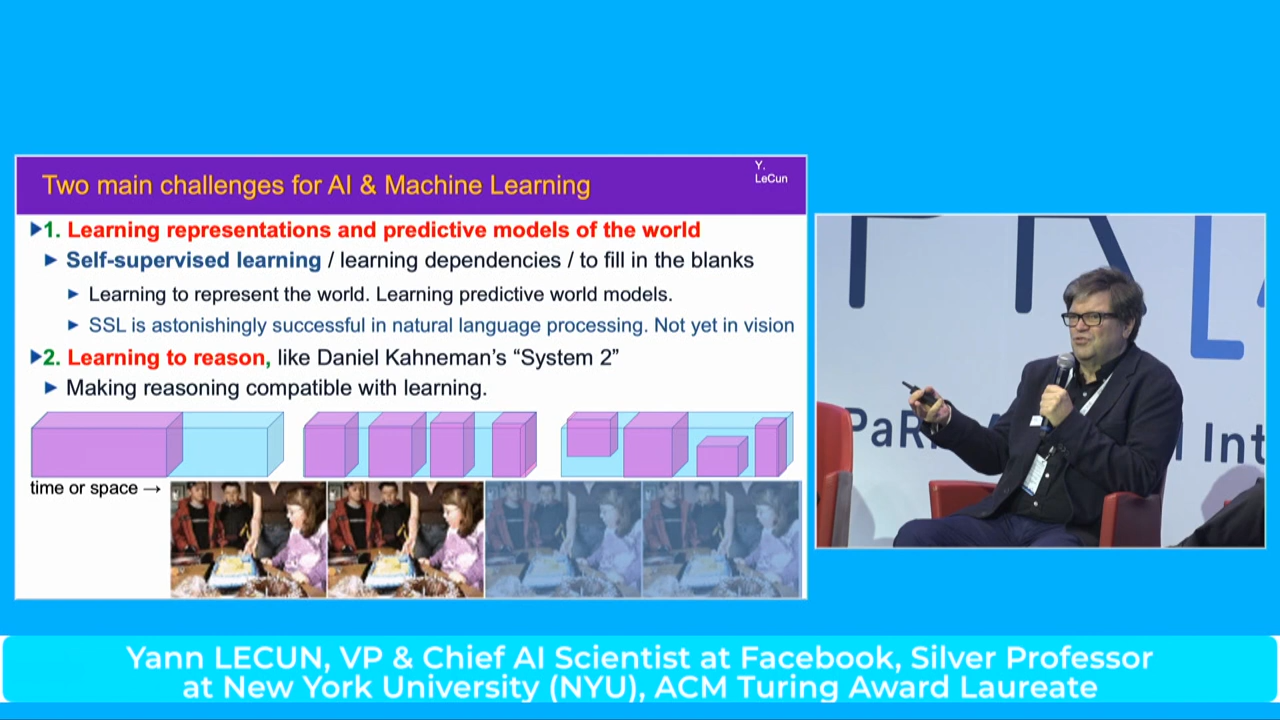 Two main challenges for AI & Machine Learning
Y.
LeCun
1. Learning representations and predictive models of the world
Self-supervised learning / learning dependencies / to fill in the blanks
Learning to represent the world. Learning predictive world models.
SSL is astonishingly successful in natural language processing. Not yet in vision
2. Learning to reason, like Daniel Kahneman’s “System 2”
Making reasoning compatible with learning.
time or space →
Yann LECUN, VP & Chief AI Scientist at Facebook, Silver Professor
at New York University (NYU), ACM Turing Award Laureate